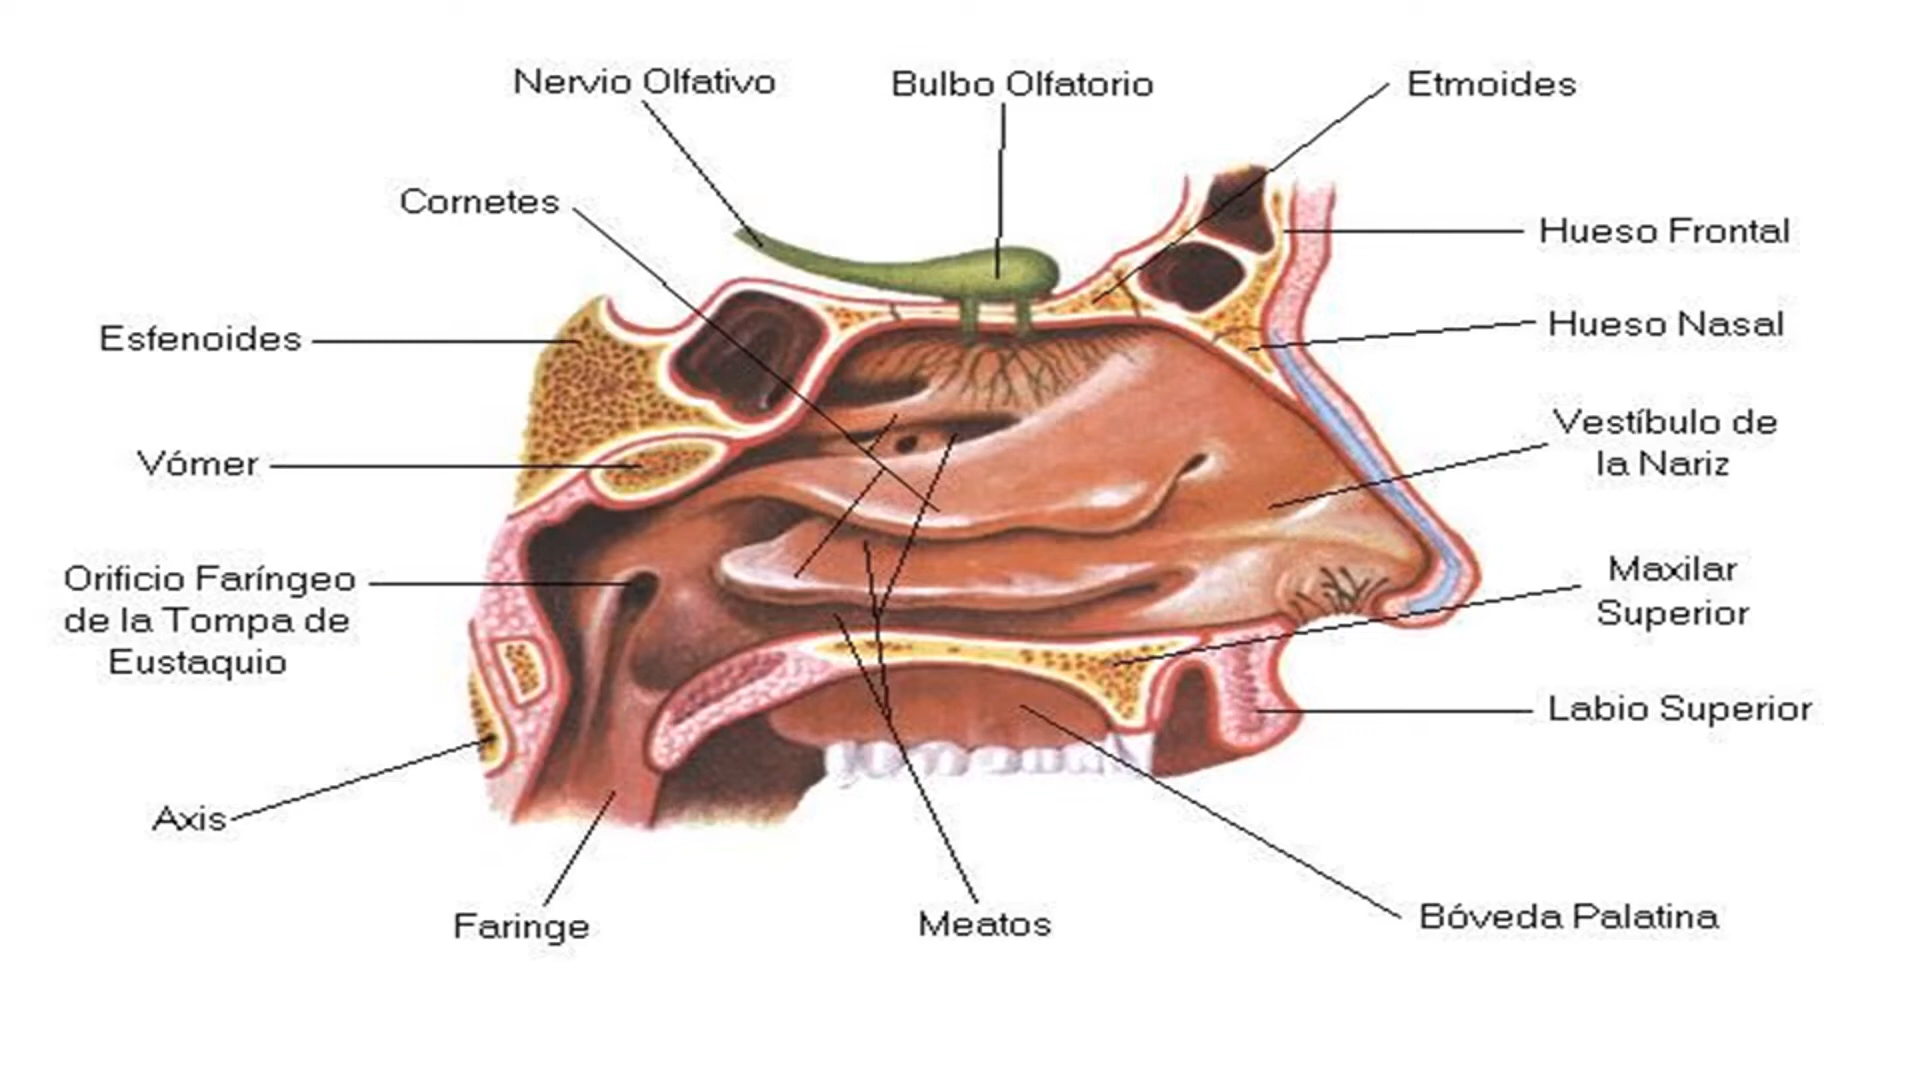 Nervio Olfativo
Bulbo Olfatorio
Etmoides
Cornetes
Hueso Frontal
Esfenoides
Hueso Nasal
Vómer
Vestíbulo de
la Nariz
Orificio Faríngeo
de la Tompa de
Eustaquio
Maxilar
Superior
Labio Superior
Axis
Faringe
Meatos
Bóveda Palatina